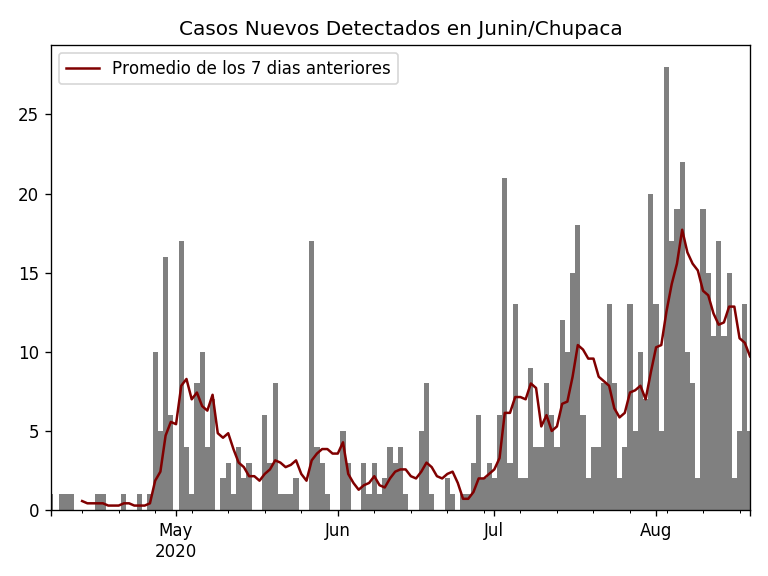 Casos Nuevos Detectados en Junin/Chupaca
Promedio de los 7 dias anteriores
25
20
15
10
5
0
May
2020
Jun
Jul
Aug